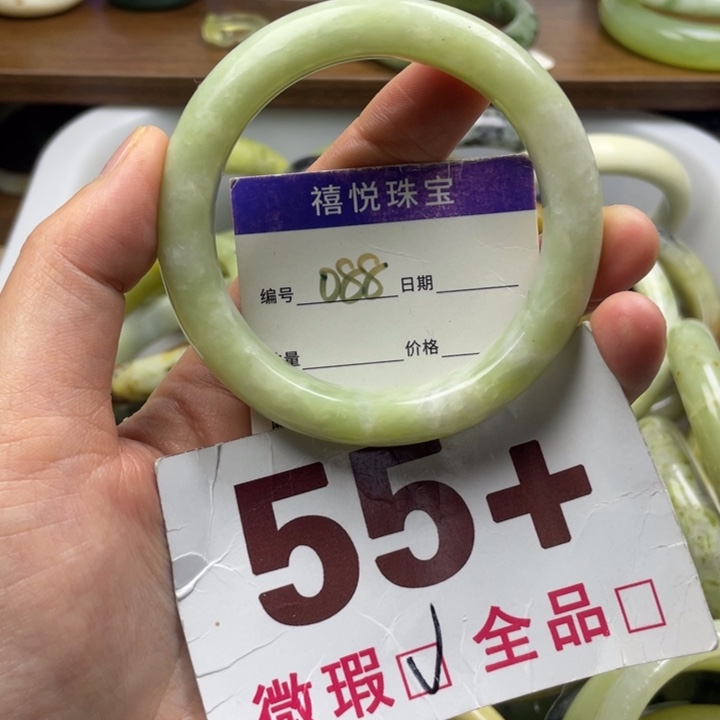 禧悦珠宝
编号 088 日期
量 价格
55+
微瑕☑ 全品☐